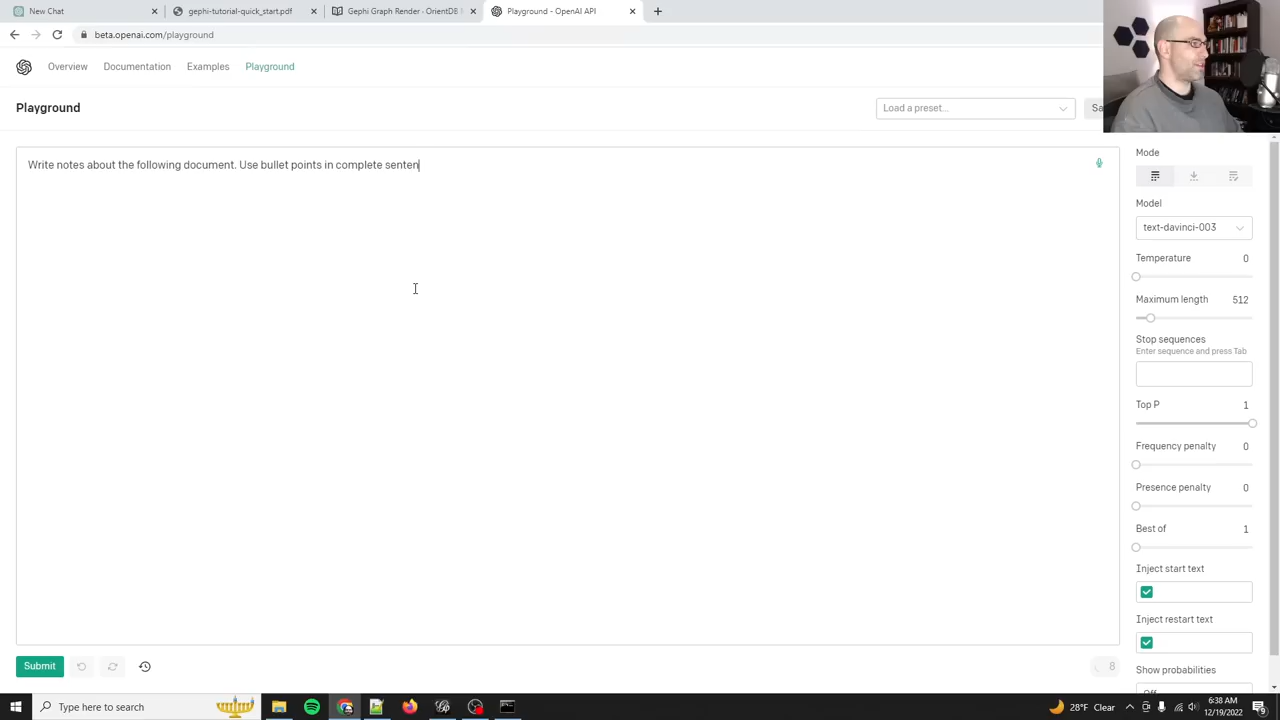 New Chat
gephi-tutorial-quick_start.pdf
Gephi Graph Render - OrientDB
Playground - OpenAI API
beta.openai.com/playground
Overview
Documentation
Examples
Playground
Playground
Load a preset...
Sa
Write notes about the following document. Use bullet points in complete senten
Mode
Model
text-davinci-003
Temperature 0
Maximum length 512
Stop sequences
Enter sequence and press Tab
Top P 1
Frequency penalty 0
Presence penalty 0
Best of 1
Inject start text
Inject restart text
Show probabilities
Off
Submit
8
Type here to search
28°F Clear
6:38 AM
12/19/2022